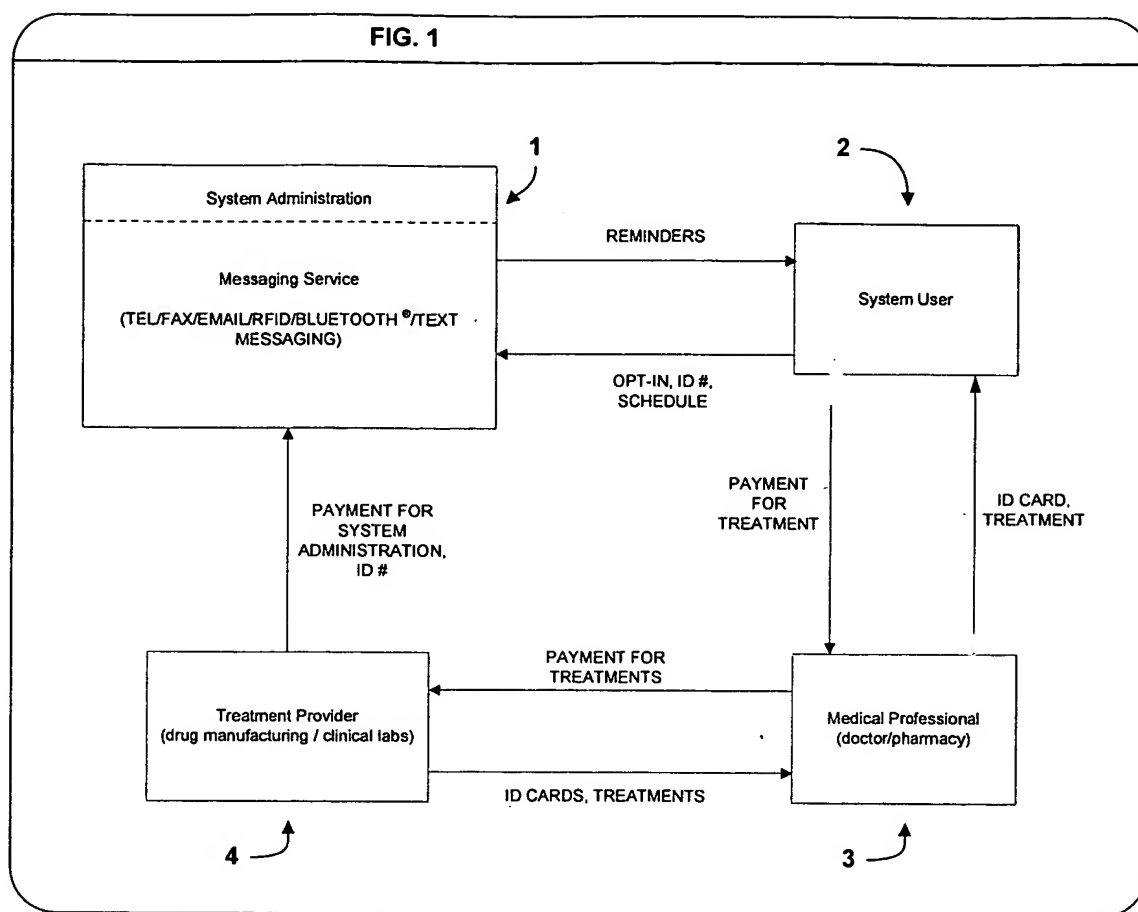 FIG. 1
1
2
System Administration
Messaging Service
(TEL/FAX/EMAIL/RFID/BLUETOOTH ®/TEXT
MESSAGING)
REMINDERS
System User
OPT-IN, ID #,
SCHEDULE
PAYMENT FOR
SYSTEM
ADMINISTRATION,
ID #
PAYMENT
FOR
TREATMENT
ID CARD,
TREATMENT
Treatment Provider
(drug manufacturing / clinical labs)
PAYMENT FOR
TREATMENTS
Medical Professional
(doctor/pharmacy)
ID CARDS, TREATMENTS
4
3